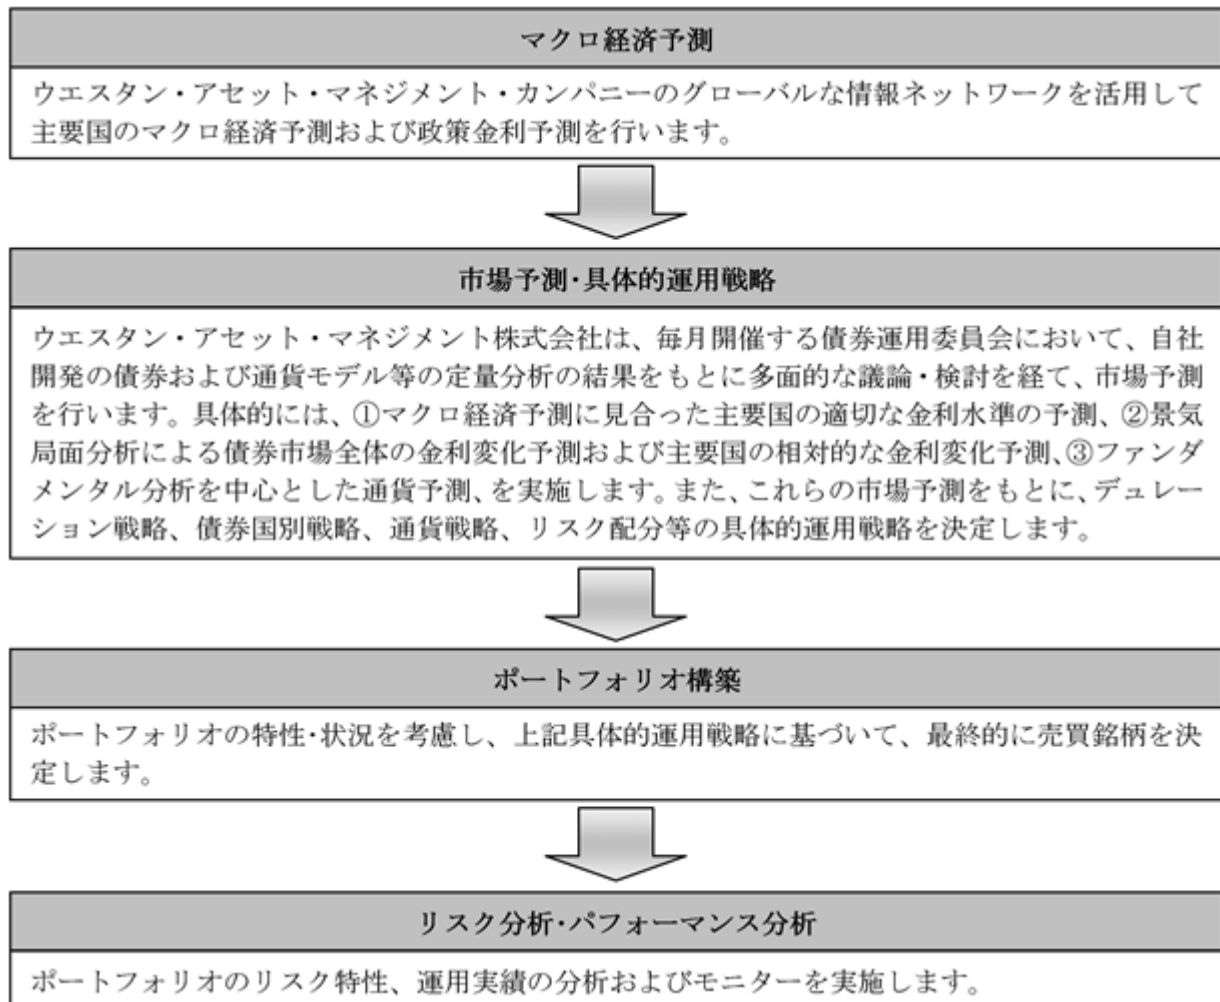 マクロ経済予測
ウエスタン・アセット・マネジメント・カンパニーのグローバルな情報ネットワークを活用して
主要国のマクロ経済予測および政策金利予測を行います。
市場予測・具体的運用戦略
ウエスタン・アセット・マネジメント株式会社は、毎月開催する債券運用委員会において、自社
開発の債券および通貨モデル等の定量分析の結果をもとに多面的な議論・検討を経て、市場予測
を行います。具体的には、①マクロ経済予測に見合った主要国の適切な金利水準の予測、②景気
局面分析による債券市場全体の金利変化予測および主要国の相対的な金利変化予測、③ファンダ
メンタル分析を中心とした通貨予測、を実施します。また、これらの市場予測をもとに、デュレー
ション戦略、債券国別戦略、通貨戦略、リスク配分等の具体的運用戦略を決定します。
ポートフォリオ構築
ポートフォリオの特性・状況を考慮し、上記具体的運用戦略に基づいて、最終的に売買銘柄を決
定します。
リスク分析・パフォーマンス分析
ポートフォリオのリスク特性、運用実績の分析およびモニターを実施します。